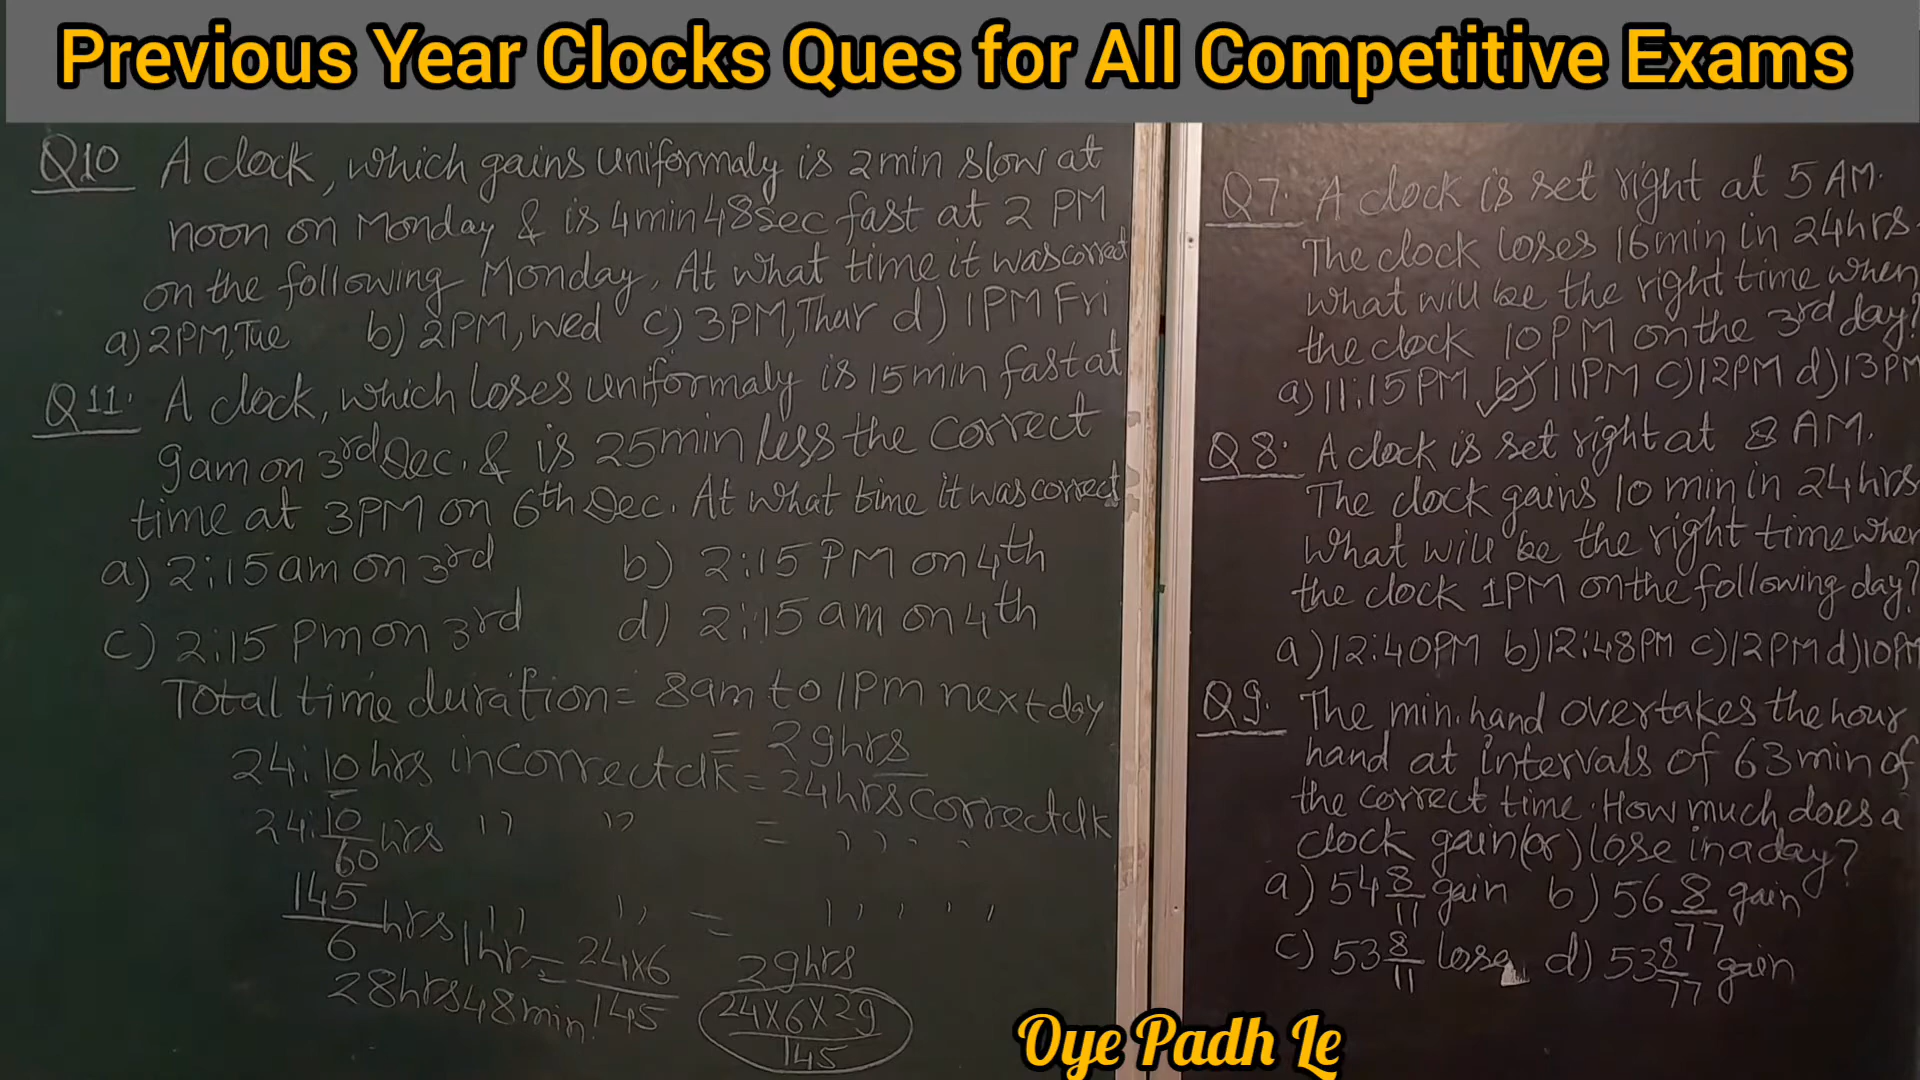 Previous Year Clocks Ques for All Competitive Exams
Q10 A clock, which gains uniformaly is 2min slow at
noon on Monday & is 4min48sec fast at 2 PM
on the following Monday. At what time it was correct
a) 2PM,Tue b) 2PM, wed c) 3PM,Thur d) 1PM Fri
Q11. A clock, which loses uniformaly is 15min fast at
9am on 3rd Dec. & is 25min less the correct
time at 3PM on 6th Dec. At what time it was correct
a) 2:15am on 3rd b) 2:15 PM on 4th
c) 2:15 Pm on 3rd d) 2:15 am on 4th
Total time duration = 8am to 1Pm next day
= 29hrs
24:10hrs incorrect clk = 24hrs correct clk
24:10/60 hrs ,, ,, = ,, ,,
145/6 hrs ,, ,, = ,, ,, ,,
1hr = 24x6/145 29hrs
28hrs48min 24x6x29/145
Q7. A clock is set right at 5 AM.
The clock loses 16min in 24hrs.
What will be the right time when
the clock 10PM on the 3rd day?
a) 11:15PM b) 11PM c) 12PM d) 13PM
Q8. A clock is set right at 8 AM.
The clock gains 10 min in 24hrs
What will be the right time when
the clock 1PM on the following day?
a) 12:40PM b) 12:48PM c) 12PM d) 10PM
Q9. The min. hand overtakes the hour
hand at intervals of 63min of
the correct time. How much does a
clock gain(or) lose in a day?
a) 54 8/11 gain b) 56 8/77 gain
c) 53 8/11 lose d) 53 8/77 gain
Oye Padh Le